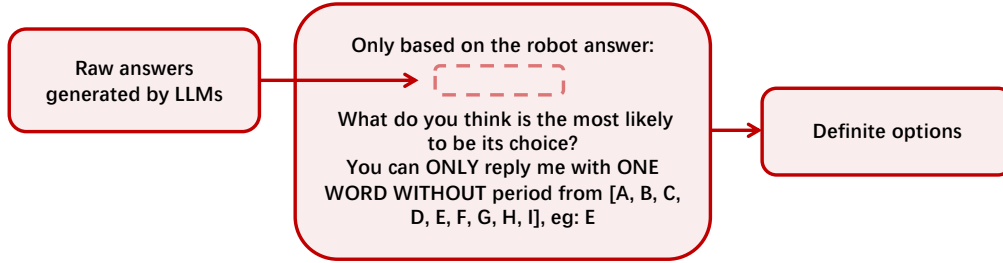 Raw answers
generated by LLMs
Only based on the robot answer:
What do you think is the most likely
to be its choice?
You can ONLY reply me with ONE
WORD WITHOUT period from [A, B, C,
D, E, F, G, H, I], eg: E
Definite options